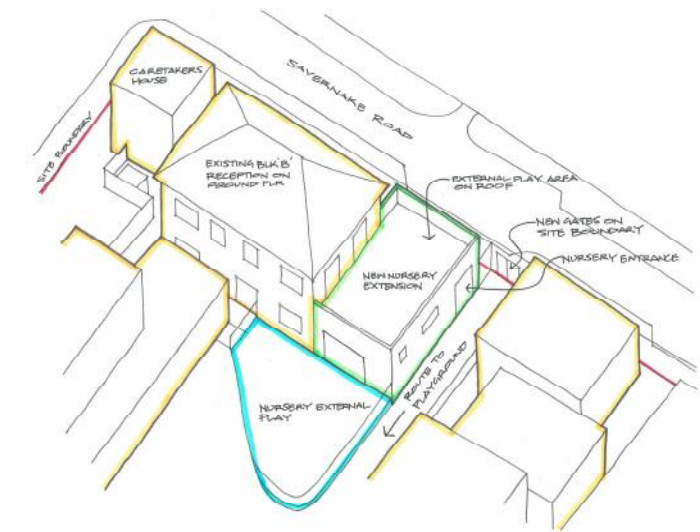 CARETAKERS
HOUSE
SAVERNAKE ROAD
SITE BOUNDARY
EXISTING BLK 'B'
RECEPTION ON
GROUND FLR
EXTERNAL PLAY AREA
ON ROOF
NEW GATES ON
SITE BOUNDARY
NURSERY ENTRANCE
NEW NURSERY
EXTENSION
ROUTE TO
PLAYGROUND
NURSERY EXTERNAL
PLAY